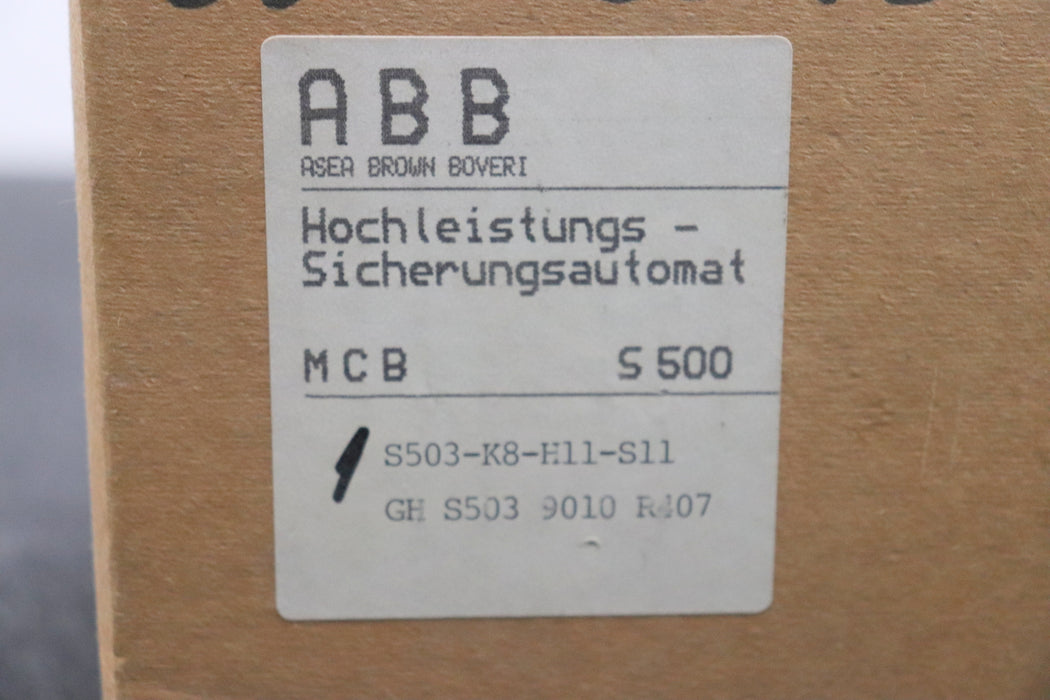 ABB
ASEA BROWN BOVERI
Hochleistungs -
Sicherungsautomat
MCB S 500
S503-K8-H11-S11
GH S503 9010 R407